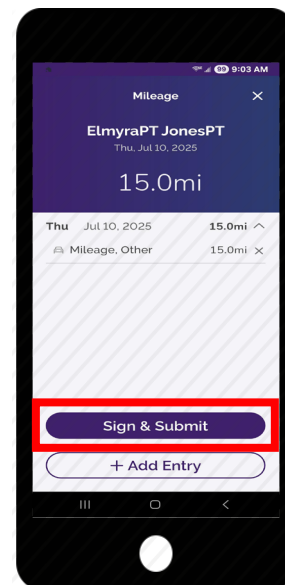 99 9:03 AM
Mileage ×
ElmyraPT JonesPT
Thu, Jul 10, 2025
15.0mi
Thu Jul 10, 2025 15.0mi
Mileage, Other 15.0mi ×
Sign & Submit
+ Add Entry